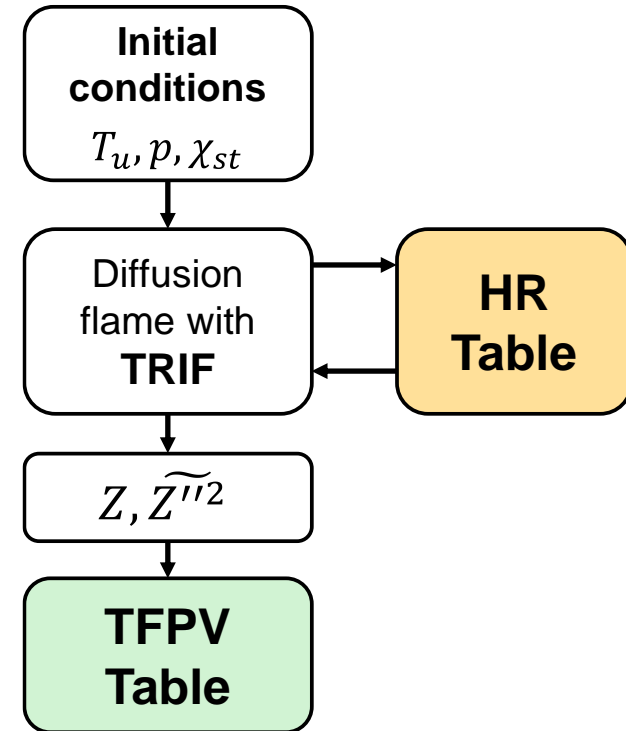 Initial
conditions
T_u, p, χ_st
Diffusion
flame with
TRIF
HR
Table
Z, \widetilde{Z''^2}
TFPV
Table